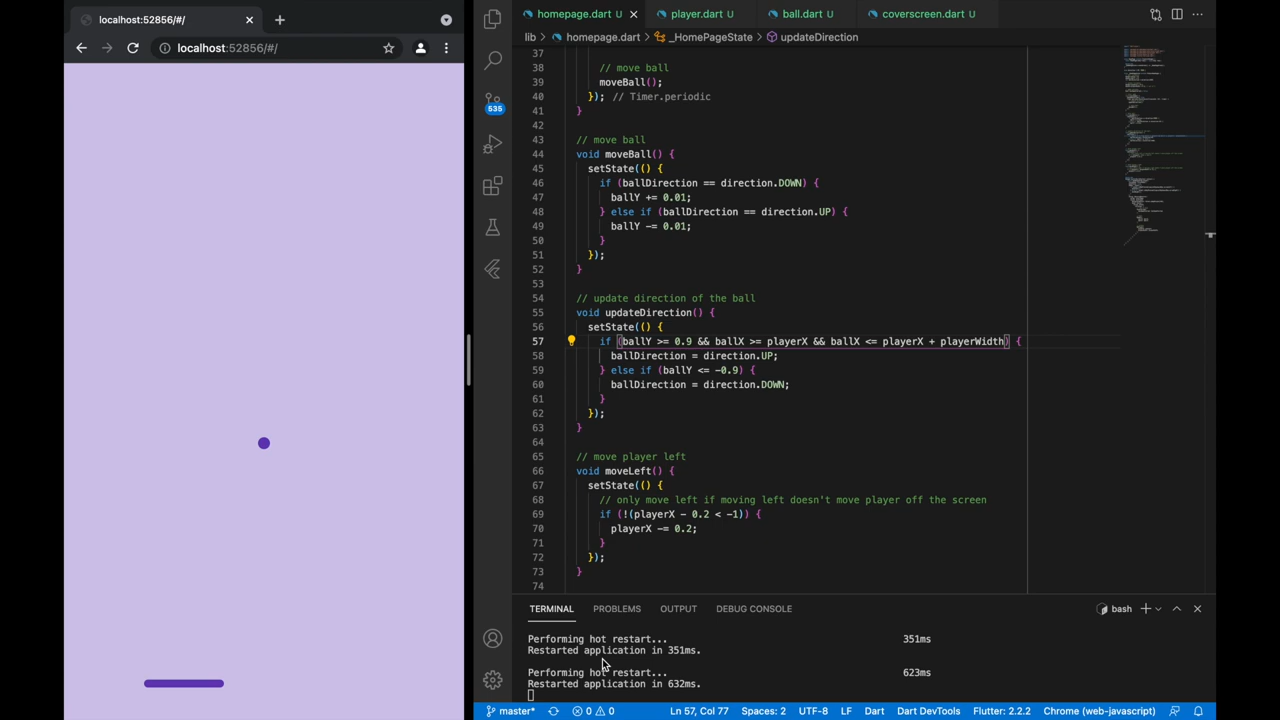 localhost:52856/#/
localhost:52856/#/
535
homepage.dart
player.dart
ball.dart
coverscreen.dart
lib > homepage.dart > _HomePageState > updateDirection
37
38 // move ball
39 moveBall();
40 }); // Timer.periodic
41 }
42
43 // move ball
44 void moveBall() {
45 setState(() {
46 if (ballDirection == direction.DOWN) {
47 ballY += 0.01;
48 } else if (ballDirection == direction.UP) {
49 ballY -= 0.01;
50 }
51 });
52 }
53
54 // update direction of the ball
55 void updateDirection() {
56 setState(() {
57 if (ballY >= 0.9 && ballX >= playerX && ballX <= playerX + playerWidth) {
58 ballDirection = direction.UP;
59 } else if (ballY <= -0.9) {
60 ballDirection = direction.DOWN;
61 }
62 });
63 }
64
65 // move player left
66 void moveLeft() {
67 setState(() {
68 // only move left if moving left doesn't move player off the screen
69 if (!(playerX - 0.2 < -1)) {
70 playerX -= 0.2;
71 }
72 });
73 }
74
TERMINAL PROBLEMS OUTPUT DEBUG CONSOLE bash
Performing hot restart... 351ms
Restarted application in 351ms.
Performing hot restart... 623ms
Restarted application in 632ms.
master* 0 0 Ln 57, Col 77 Spaces: 2 UTF-8 LF Dart Dart DevTools Flutter: 2.2.2 Chrome (web-javascript)